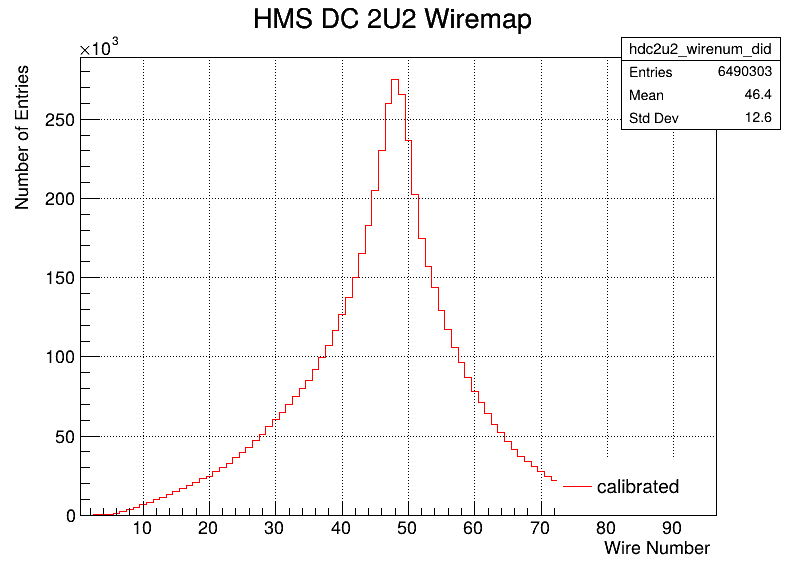 HMS DC 2U2 Wiremap
×10³
hdc2u2_wirenum_did
Entries 6490303
Mean 46.4
Std Dev 12.6
Number of Entries
250
200
150
100
50
0
calibrated
10 20 30 40 50 60 70 80 90
Wire Number